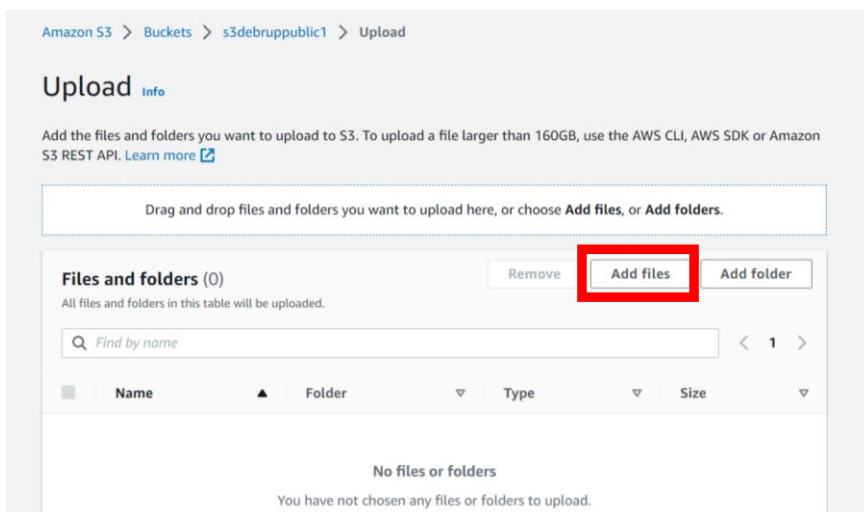 Amazon S3 > Buckets > s3debruppublic1 > Upload
Upload Info
Add the files and folders you want to upload to S3. To upload a file larger than 160GB, use the AWS CLI, AWS SDK or Amazon
S3 REST API. Learn more
Drag and drop files and folders you want to upload here, or choose Add files, or Add folders.
Files and folders (0)
Remove
Add files
Add folder
All files and folders in this table will be uploaded.
Find by name
< 1 >
Name Folder Type Size
No files or folders
You have not chosen any files or folders to upload.